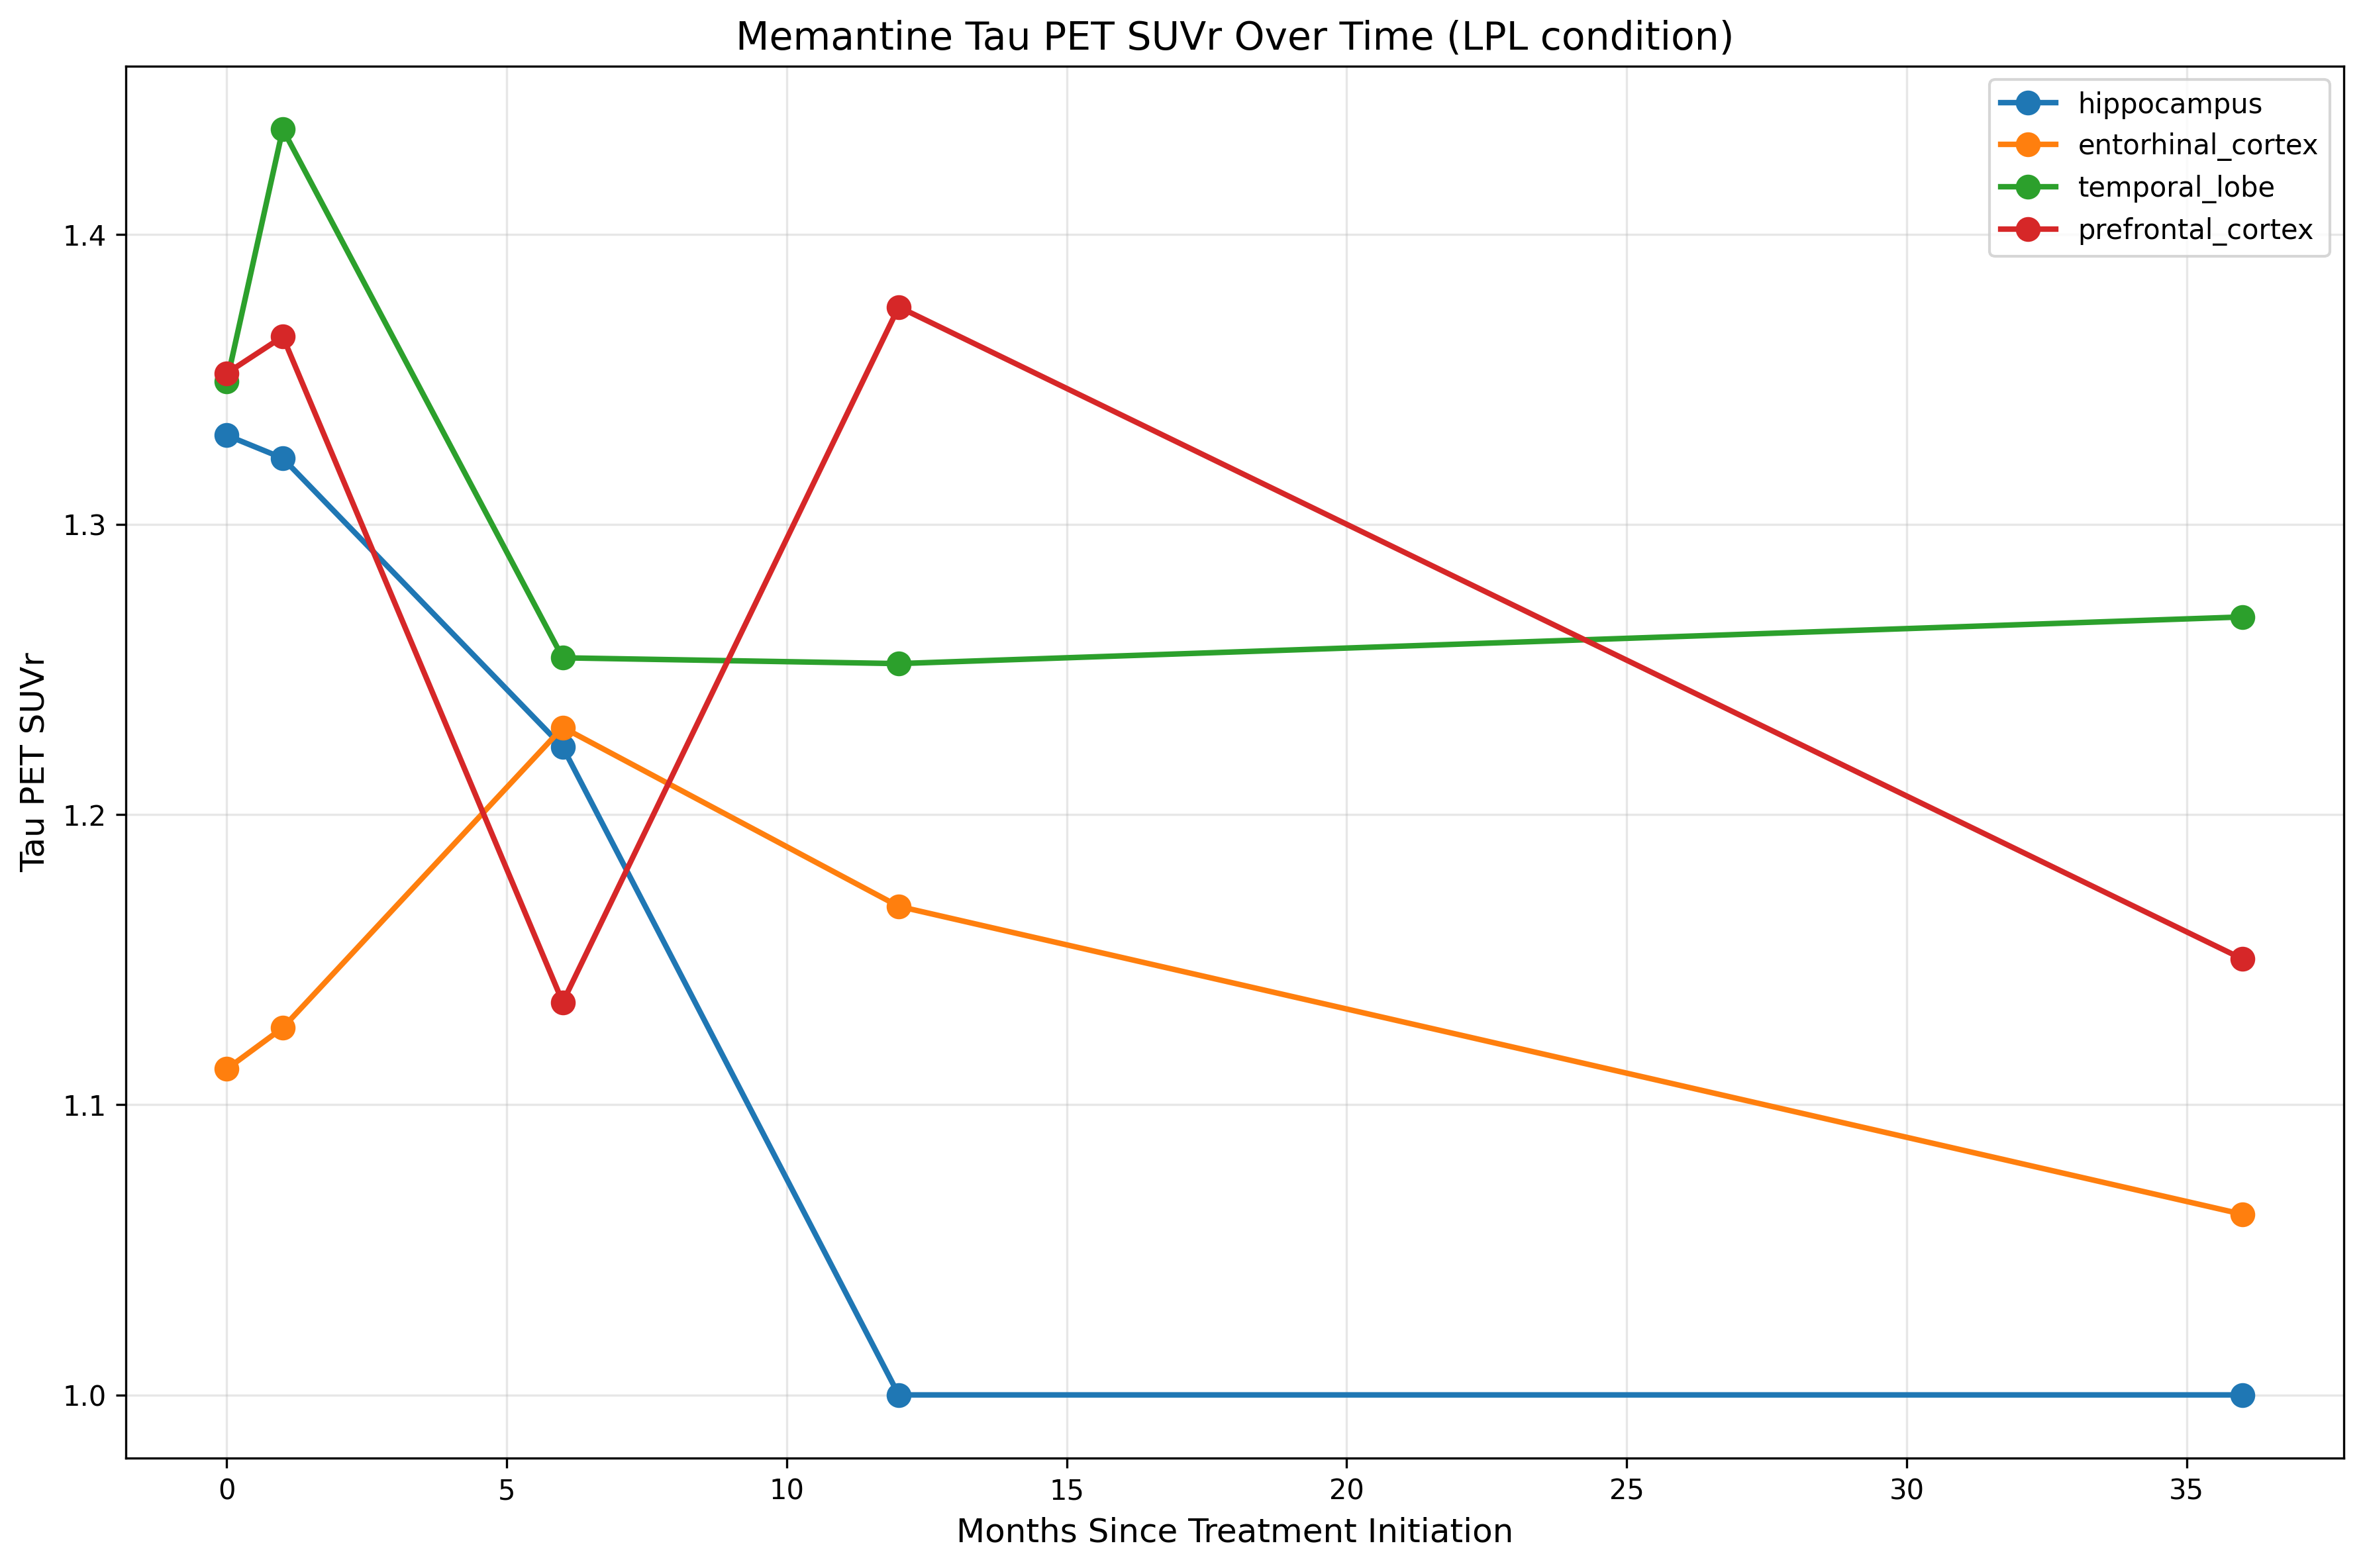 Memantine Tau PET SUVr Over Time (LPL condition)
hippocampus
entorhinal_cortex
temporal_lobe
prefrontal_cortex
Tau PET SUVr
1.4
1.3
1.2
1.1
1.0
0 5 10 15 20 25 30 35
Months Since Treatment Initiation